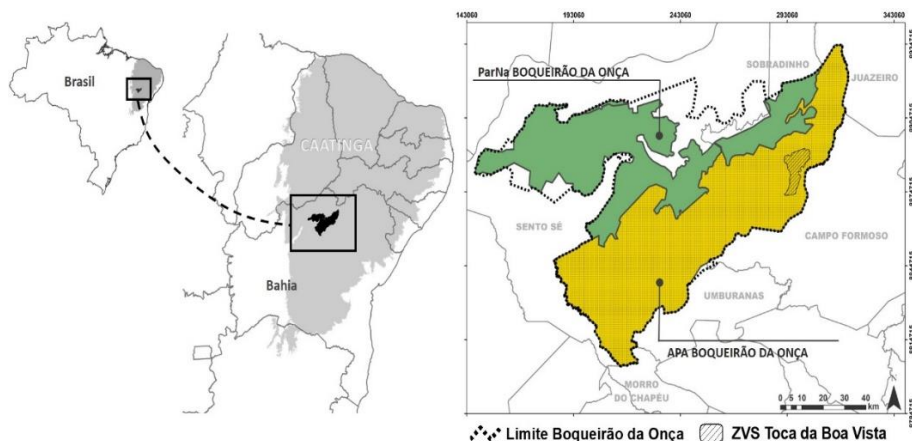 Brasil
CAATINGA
Bahia
143060 193060 243060 293060 343060
ParNa BOQUEIRÃO DA ONÇA
SOBRADINHO
JUAZEIRO
SENTO SÉ
CAMPO FORMOSO
UMBURANAS
APA BOQUEIRÃO DA ONÇA
MORRO
DO CHAPÉU
0 5 10 20 30 40
km
Limite Boqueirão da Onça ZVS Toca da Boa Vista